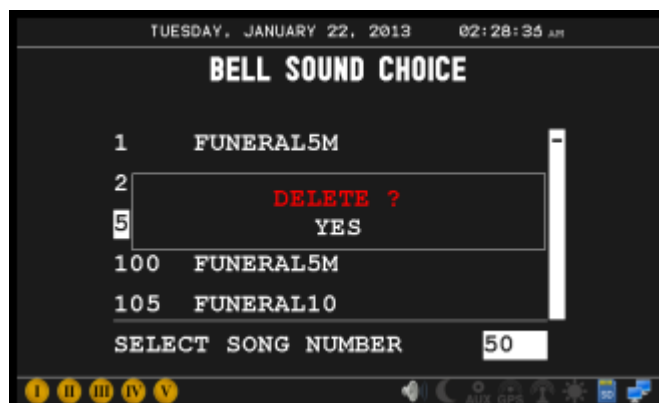 TUESDAY, JANUARY 22, 2013 02:28:35 AM
BELL SOUND CHOICE
1 FUNERAL5M
2
DELETE ?
5
YES
100 FUNERAL5M
105 FUNERAL10
SELECT SONG NUMBER 50
I II III IV V AUX GPS SD